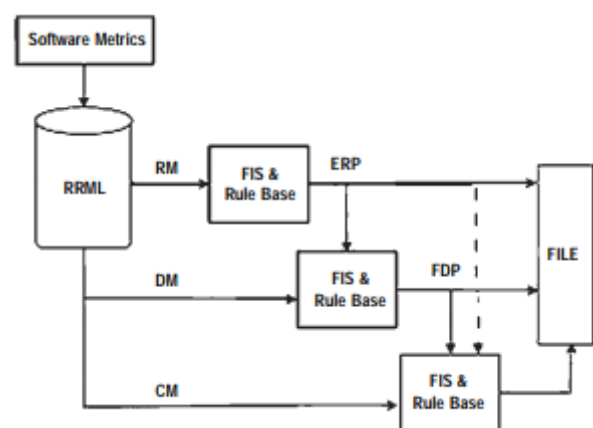 Software Metrics
RRML
RM
FIS &
Rule Base
ERP
DM
FIS &
Rule Base
FDP
FILE
CM
FIS &
Rule Base